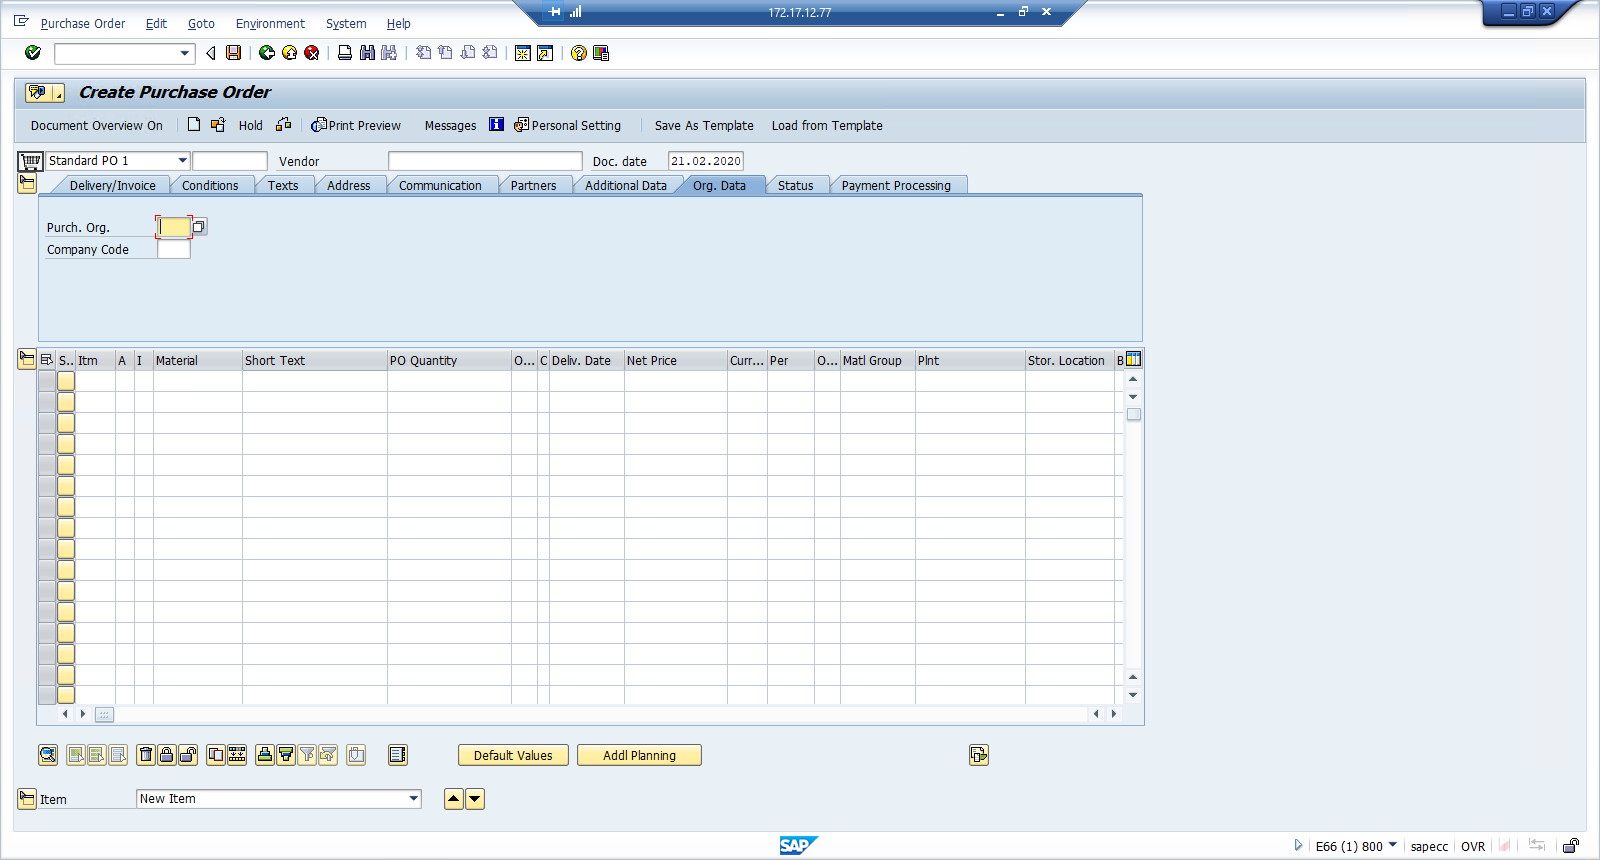 172.17.12.77
Purchase Order Edit Goto Environment System Help
Create Purchase Order
Document Overview On Hold Print Preview Messages Personal Setting Save As Template Load from Template
Standard PO 1 Vendor Doc. date 21.02.2020
Delivery/Invoice Conditions Texts Address Communication Partners Additional Data Org. Data Status Payment Processing
Purch. Org.
Company Code
S.. Itm A I Material Short Text PO Quantity O... C Deliv. Date Net Price Curr... Per O... Matl Group Plnt Stor. Location B
Default Values Addl Planning
Item New Item
SAP E66 (1) 800 sapecc OVR